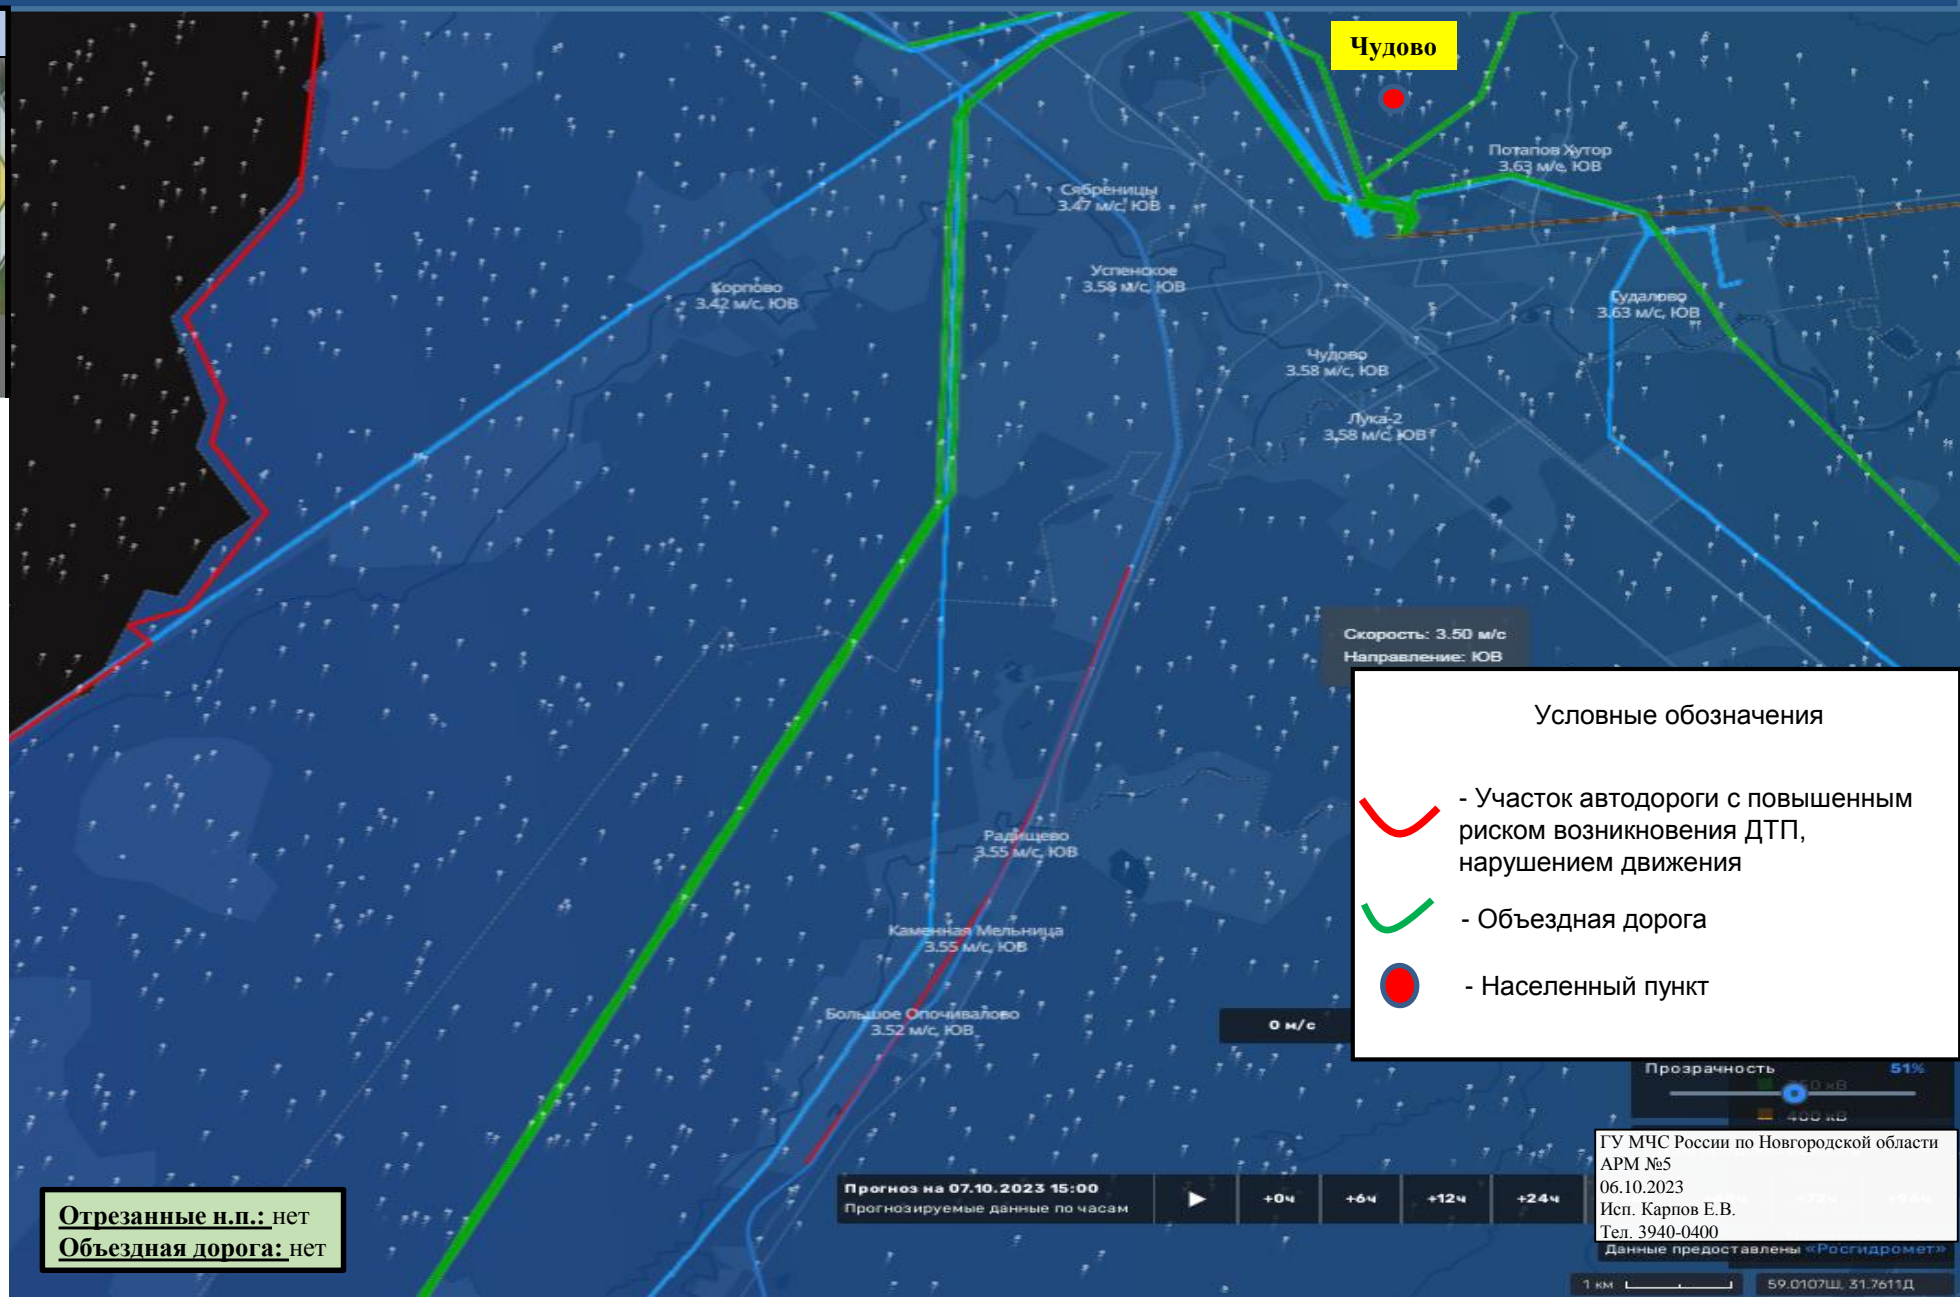 Чудово
Потапов Хутор
3.63 м/с, ЮВ
Сябреницы
3.47 м/с, ЮВ
Успенское
3.58 м/с, ЮВ
Корпово
3.42 м/с, ЮВ
Гудалово
3.63 м/с, ЮВ
Чудово
3.58 м/с, ЮВ
Лука-2
3.58 м/с, ЮВ
Скорость: 3.50 м/с
Направление: ЮВ
Условные обозначения
- Участок автодороги с повышенным
риском возникновения ДТП,
нарушением движения
- Объездная дорога
- Населенный пункт
Радищево
3.55 м/с, ЮВ
Каменная Мельница
3.55 м/с, ЮВ
Большое Опочивалово
3.52 м/с, ЮВ
0 м/с
Прозрачность 51%
400 кВ
ГУ МЧС России по Новгородской области
АРМ №5
06.10.2023
Исп. Карпов Е.В.
Тел. 3940-0400
Прогноз на 07.10.2023 15:00
Прогнозируемые данные по часам
+0ч +6ч +12ч +24ч
Отрезанные н.п.: нет
Объездная дорога: нет
Данные предоставлены «Росгидромет»
1 км 59.0107Ш, 31.7611Д